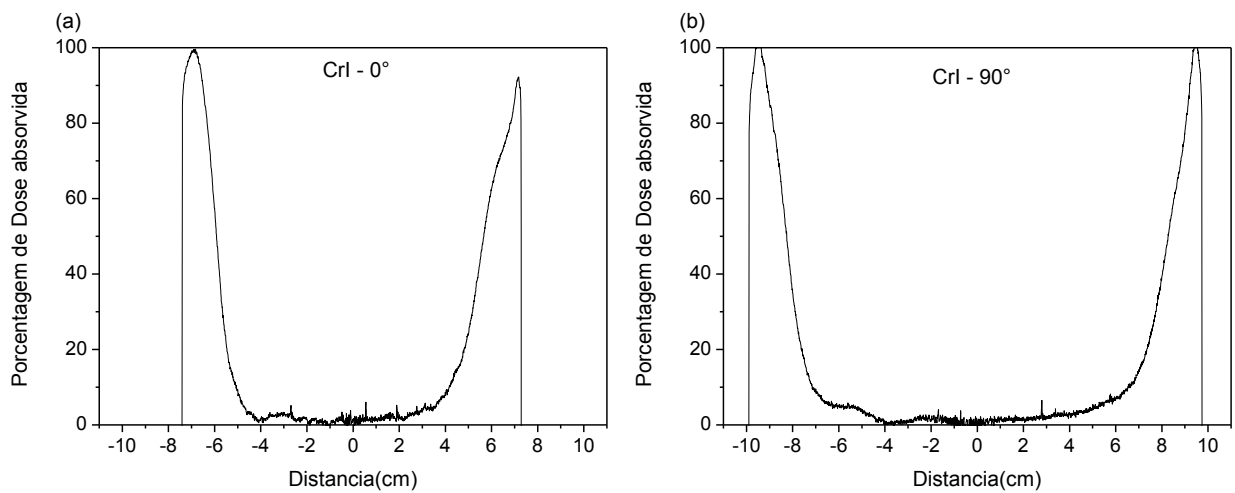 (a)
CrI - 0°
Porcentagem de Dose absorvida
100
80
60
40
20
0
-10 -8 -6 -4 -2 0 2 4 6 8 10
Distancia(cm)
(b)
CrI - 90°
Porcentagem de Dose absorvida
100
80
60
40
20
0
-10 -8 -6 -4 -2 0 2 4 6 8 10
Distancia(cm)